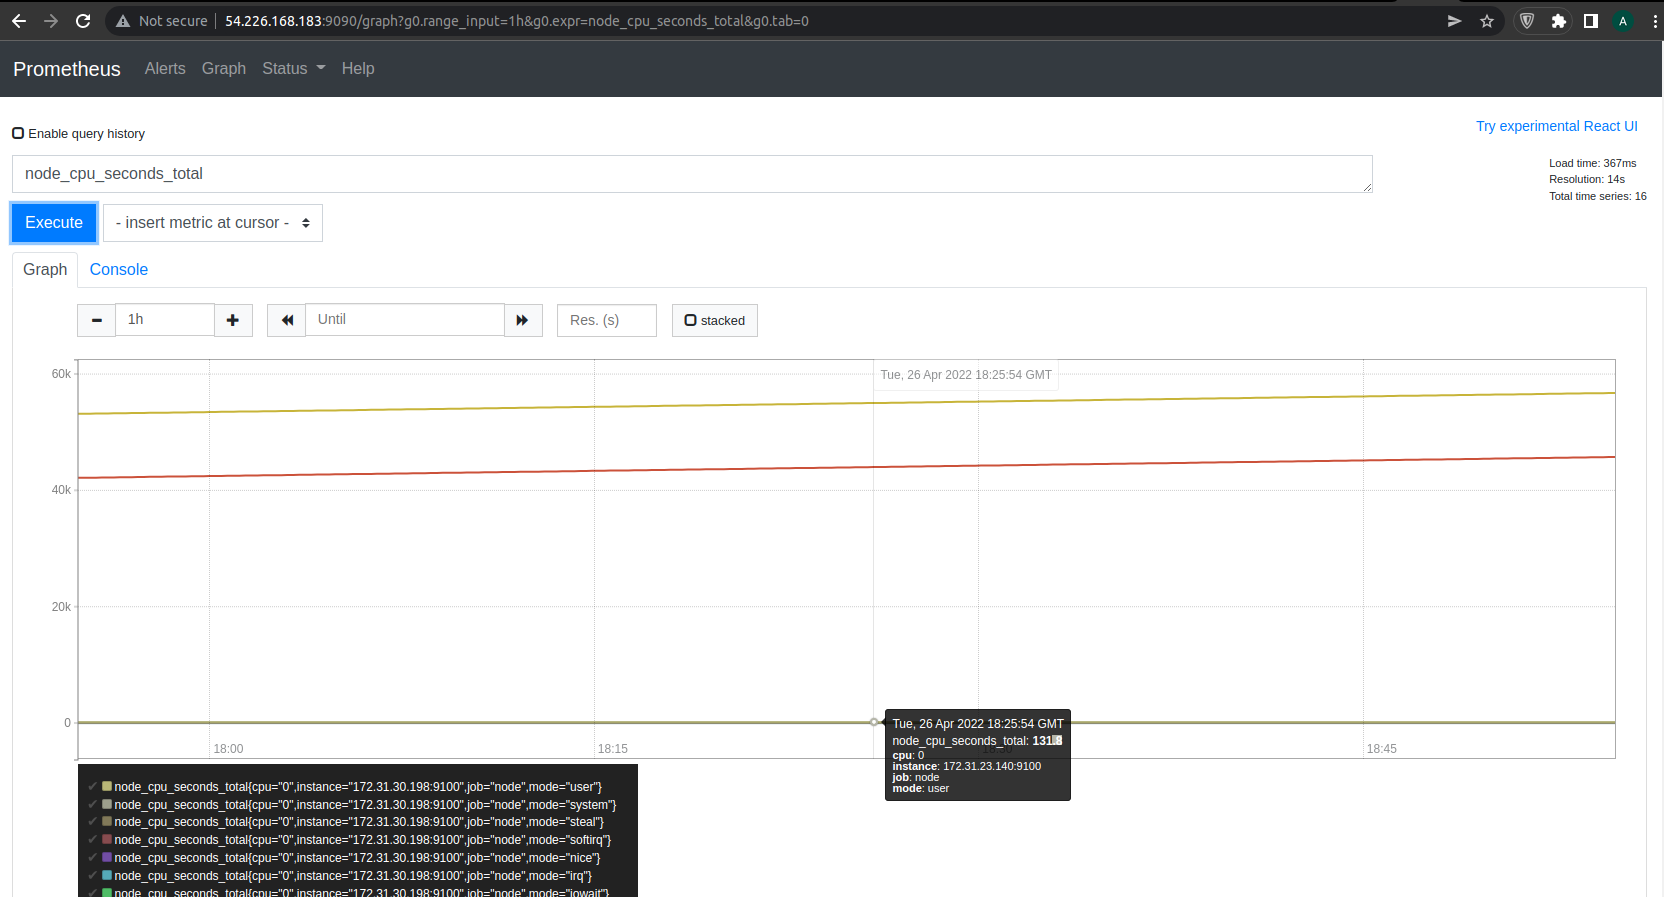 Not secure 54.226.168.183:9090/graph?g0.range_input=1h&g0.expr=node_cpu_seconds_total&g0.tab=0 A
Prometheus Alerts Graph Status Help
Try experimental React UI
Enable query history
node_cpu_seconds_total
Load time: 367ms
Resolution: 14s
Total time series: 16
Execute - insert metric at cursor -
Graph Console
1h Until Res. (s) stacked
60k
Tue, 26 Apr 2022 18:25:54 GMT
40k
20k
0
18:00 18:15 18:45
Tue, 26 Apr 2022 18:25:54 GMT
node_cpu_seconds_total: 131.8
cpu: 0
instance: 172.31.23.140:9100
job: node
mode: user
node_cpu_seconds_total{cpu="0",instance="172.31.30.198:9100",job="node",mode="user"}
node_cpu_seconds_total{cpu="0",instance="172.31.30.198:9100",job="node",mode="system"}
node_cpu_seconds_total{cpu="0",instance="172.31.30.198:9100",job="node",mode="steal"}
node_cpu_seconds_total{cpu="0",instance="172.31.30.198:9100",job="node",mode="softirq"}
node_cpu_seconds_total{cpu="0",instance="172.31.30.198:9100",job="node",mode="nice"}
node_cpu_seconds_total{cpu="0",instance="172.31.30.198:9100",job="node",mode="irq"}
node_cpu_seconds_total{cpu="0",instance="172.31.30.198:9100",job="node",mode="iowait"}